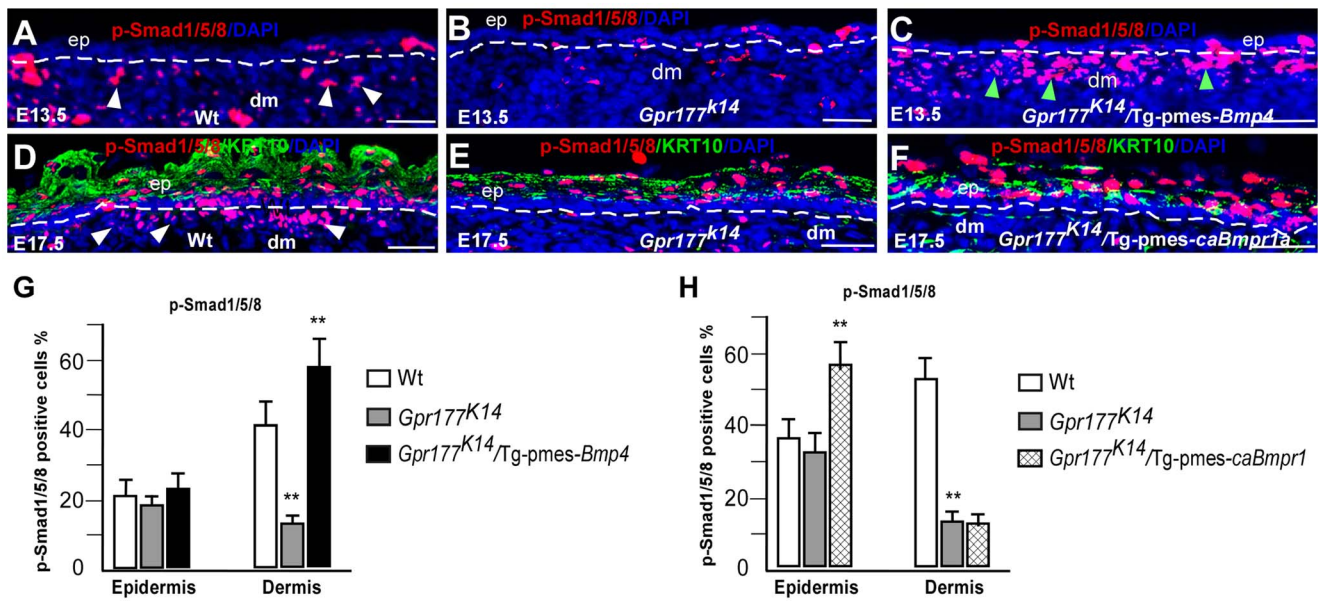 A
ep
p-Smad1/5/8/DAPI
dm
E13.5
Wt
B
ep
p-Smad1/5/8/DAPI
dm
E13.5
Gpr177k14
C
p-Smad1/5/8/DAPI
ep
dm
E13.5
Gpr177K14/Tg-pmes-Bmp4
D
p-Smad1/5/8/KRT10/DAPI
ep
E17.5
Wt
dm
E
p-Smad1/5/8/KRT10/DAPI
ep
E17.5
Gpr177k14
dm
F
p-Smad1/5/8/KRT10/DAPI
ep
dm
E17.5
Gpr177K14/Tg-pmes-caBmpr1a
G
p-Smad1/5/8
p-Smad1/5/8 positive cells %
60
40
20
0
**
**
Epidermis
Dermis
Wt
Gpr177K14
Gpr177K14/Tg-pmes-Bmp4
H
p-Smad1/5/8
p-Smad1/5/8 positive cells %
60
40
20
0
**
**
Epidermis
Dermis
Wt
Gpr177K14
Gpr177K14/Tg-pmes-caBmpr1